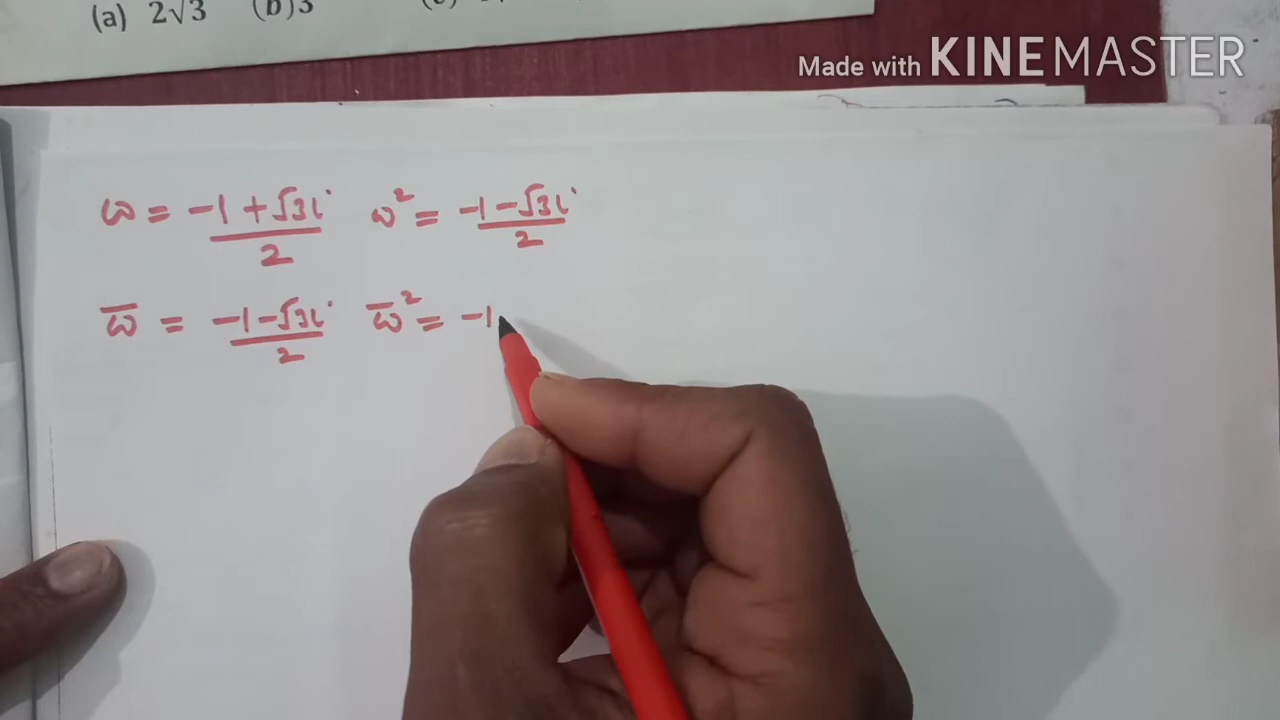 (a) 2√3 (b) 3
Made with KINEMASTER
ω = -1 + √3i / 2 ω² = -1 - √3i / 2
ω̅ = -1 - √3i / 2 ω̅² = -1